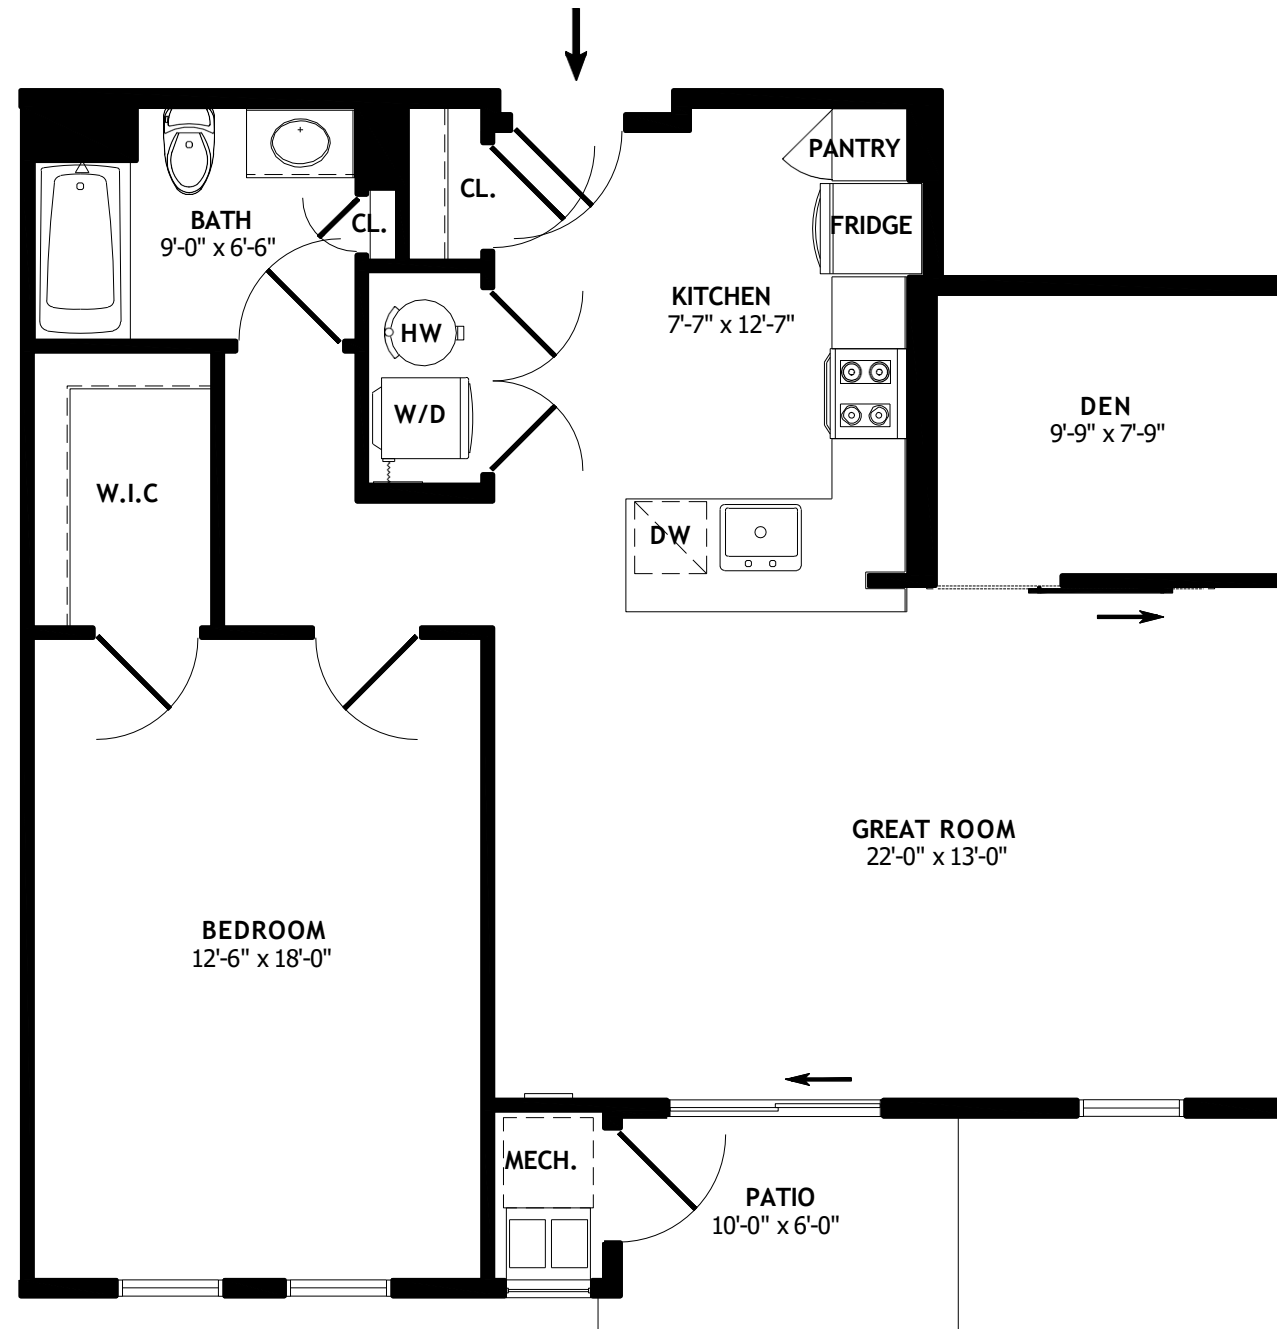 PANTRY
CL.
BATH
9'-0" x 6'-6"
CL.
FRIDGE
KITCHEN
7'-7" x 12'-7"
HW
W/D
DEN
9'-9" x 7'-9"
W.I.C
DW
GREAT ROOM
22'-0" x 13'-0"
BEDROOM
12'-6" x 18'-0"
MECH.
PATIO
10'-0" x 6'-0"